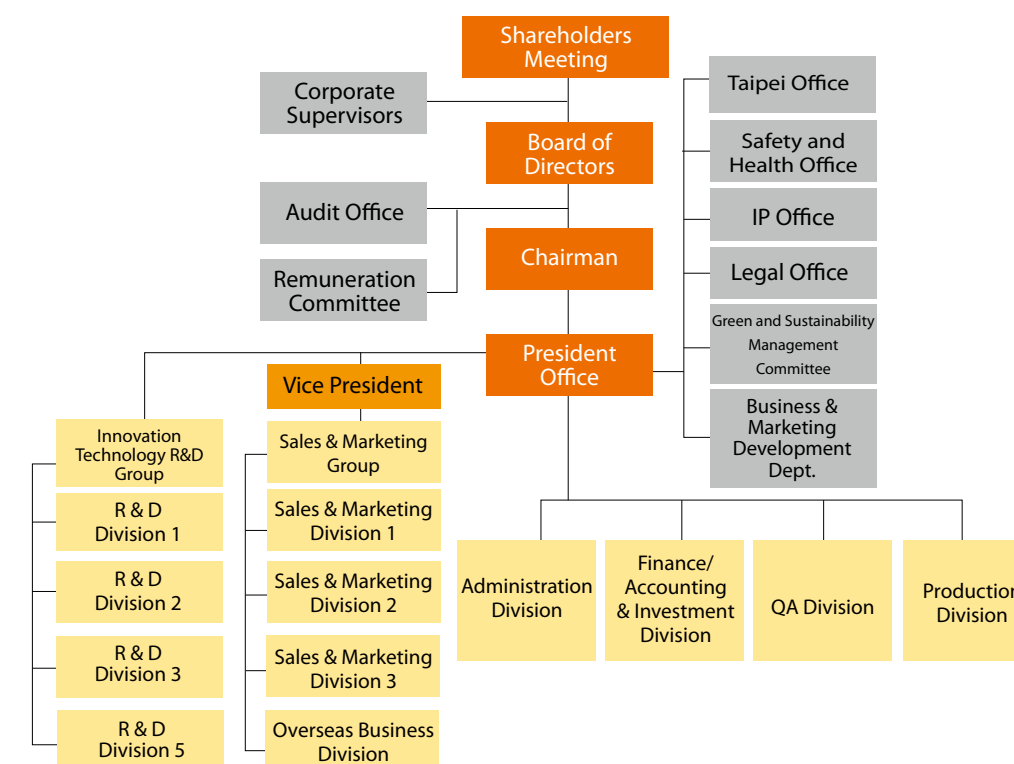 Shareholders
Meeting
Corporate
Supervisors
Taipei Office
Board of
Directors
Safety and
Health Office
Audit Office
IP Office
Chairman
Remuneration
Committee
Legal Office
Green and Sustainability
Management
Committee
President
Office
Vice President
Business &
Marketing
Development
Dept.
Innovation
Technology R&D
Group
R & D
Division 1
R & D
Division 2
R & D
Division 3
R & D
Division 5
Sales & Marketing
Group
Sales & Marketing
Division 1
Sales & Marketing
Division 2
Sales & Marketing
Division 3
Overseas Business
Division
Administration
Division
Finance/
Accounting
& Investment
Division
QA Division
Production
Division